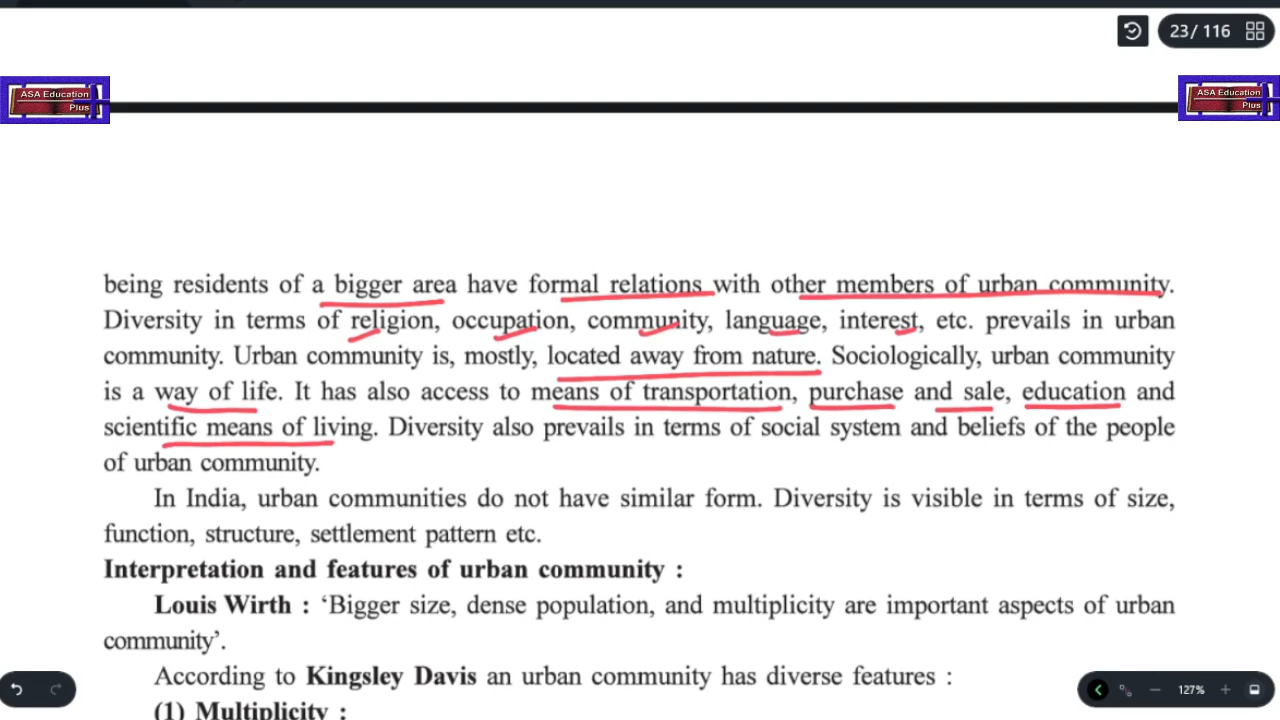 23/ 116
ASA Education
Plus
ASA Education
Plus
being residents of a bigger area have formal relations with other members of urban community.
Diversity in terms of religion, occupation, community, language, interest, etc. prevails in urban
community. Urban community is, mostly, located away from nature. Sociologically, urban community
is a way of life. It has also access to means of transportation, purchase and sale, education and
scientific means of living. Diversity also prevails in terms of social system and beliefs of the people
of urban community.
In India, urban communities do not have similar form. Diversity is visible in terms of size,
function, structure, settlement pattern etc.
Interpretation and features of urban community :
Louis Wirth : ‘Bigger size, dense population, and multiplicity are important aspects of urban
community’.
According to Kingsley Davis an urban community has diverse features :
(1) Multiplicity :
127%